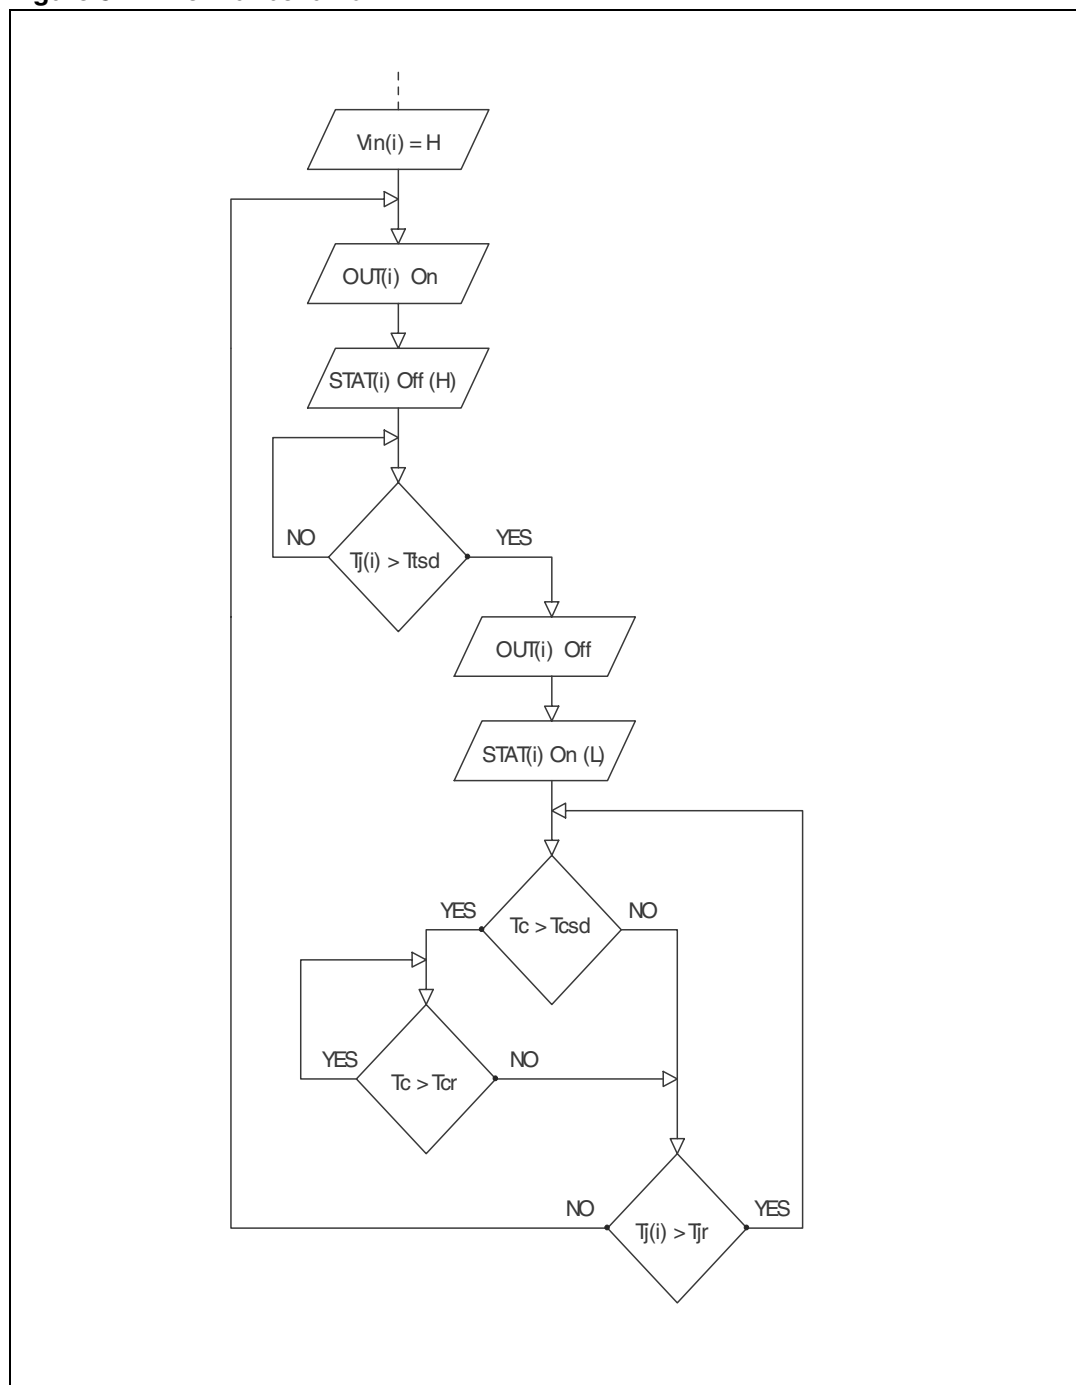 Vin(i) = H
OUT(i) On
STAT(i) Off (H)
NO
YES
Tj(i) > Ttsd
OUT(i) Off
STAT(i) On (L)
YES
NO
Tc > Tcsd
YES
NO
Tc > Tcr
NO
YES
Tj(i) > Tjr